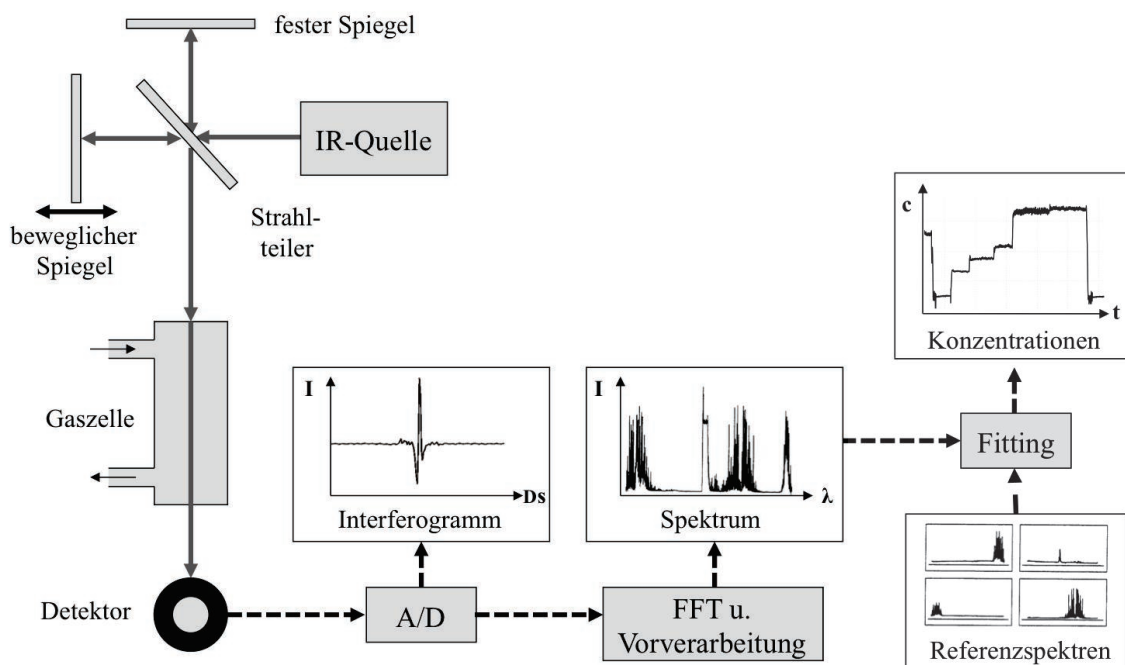 fester Spiegel
IR-Quelle
Strahl-
teiler
beweglicher
Spiegel
c
t
Konzentrationen
Gaszelle
I
Ds
Interferogramm
I
λ
Spektrum
Fitting
Detektor
A/D
FFT u.
Vorverarbeitung
Referenzspektren